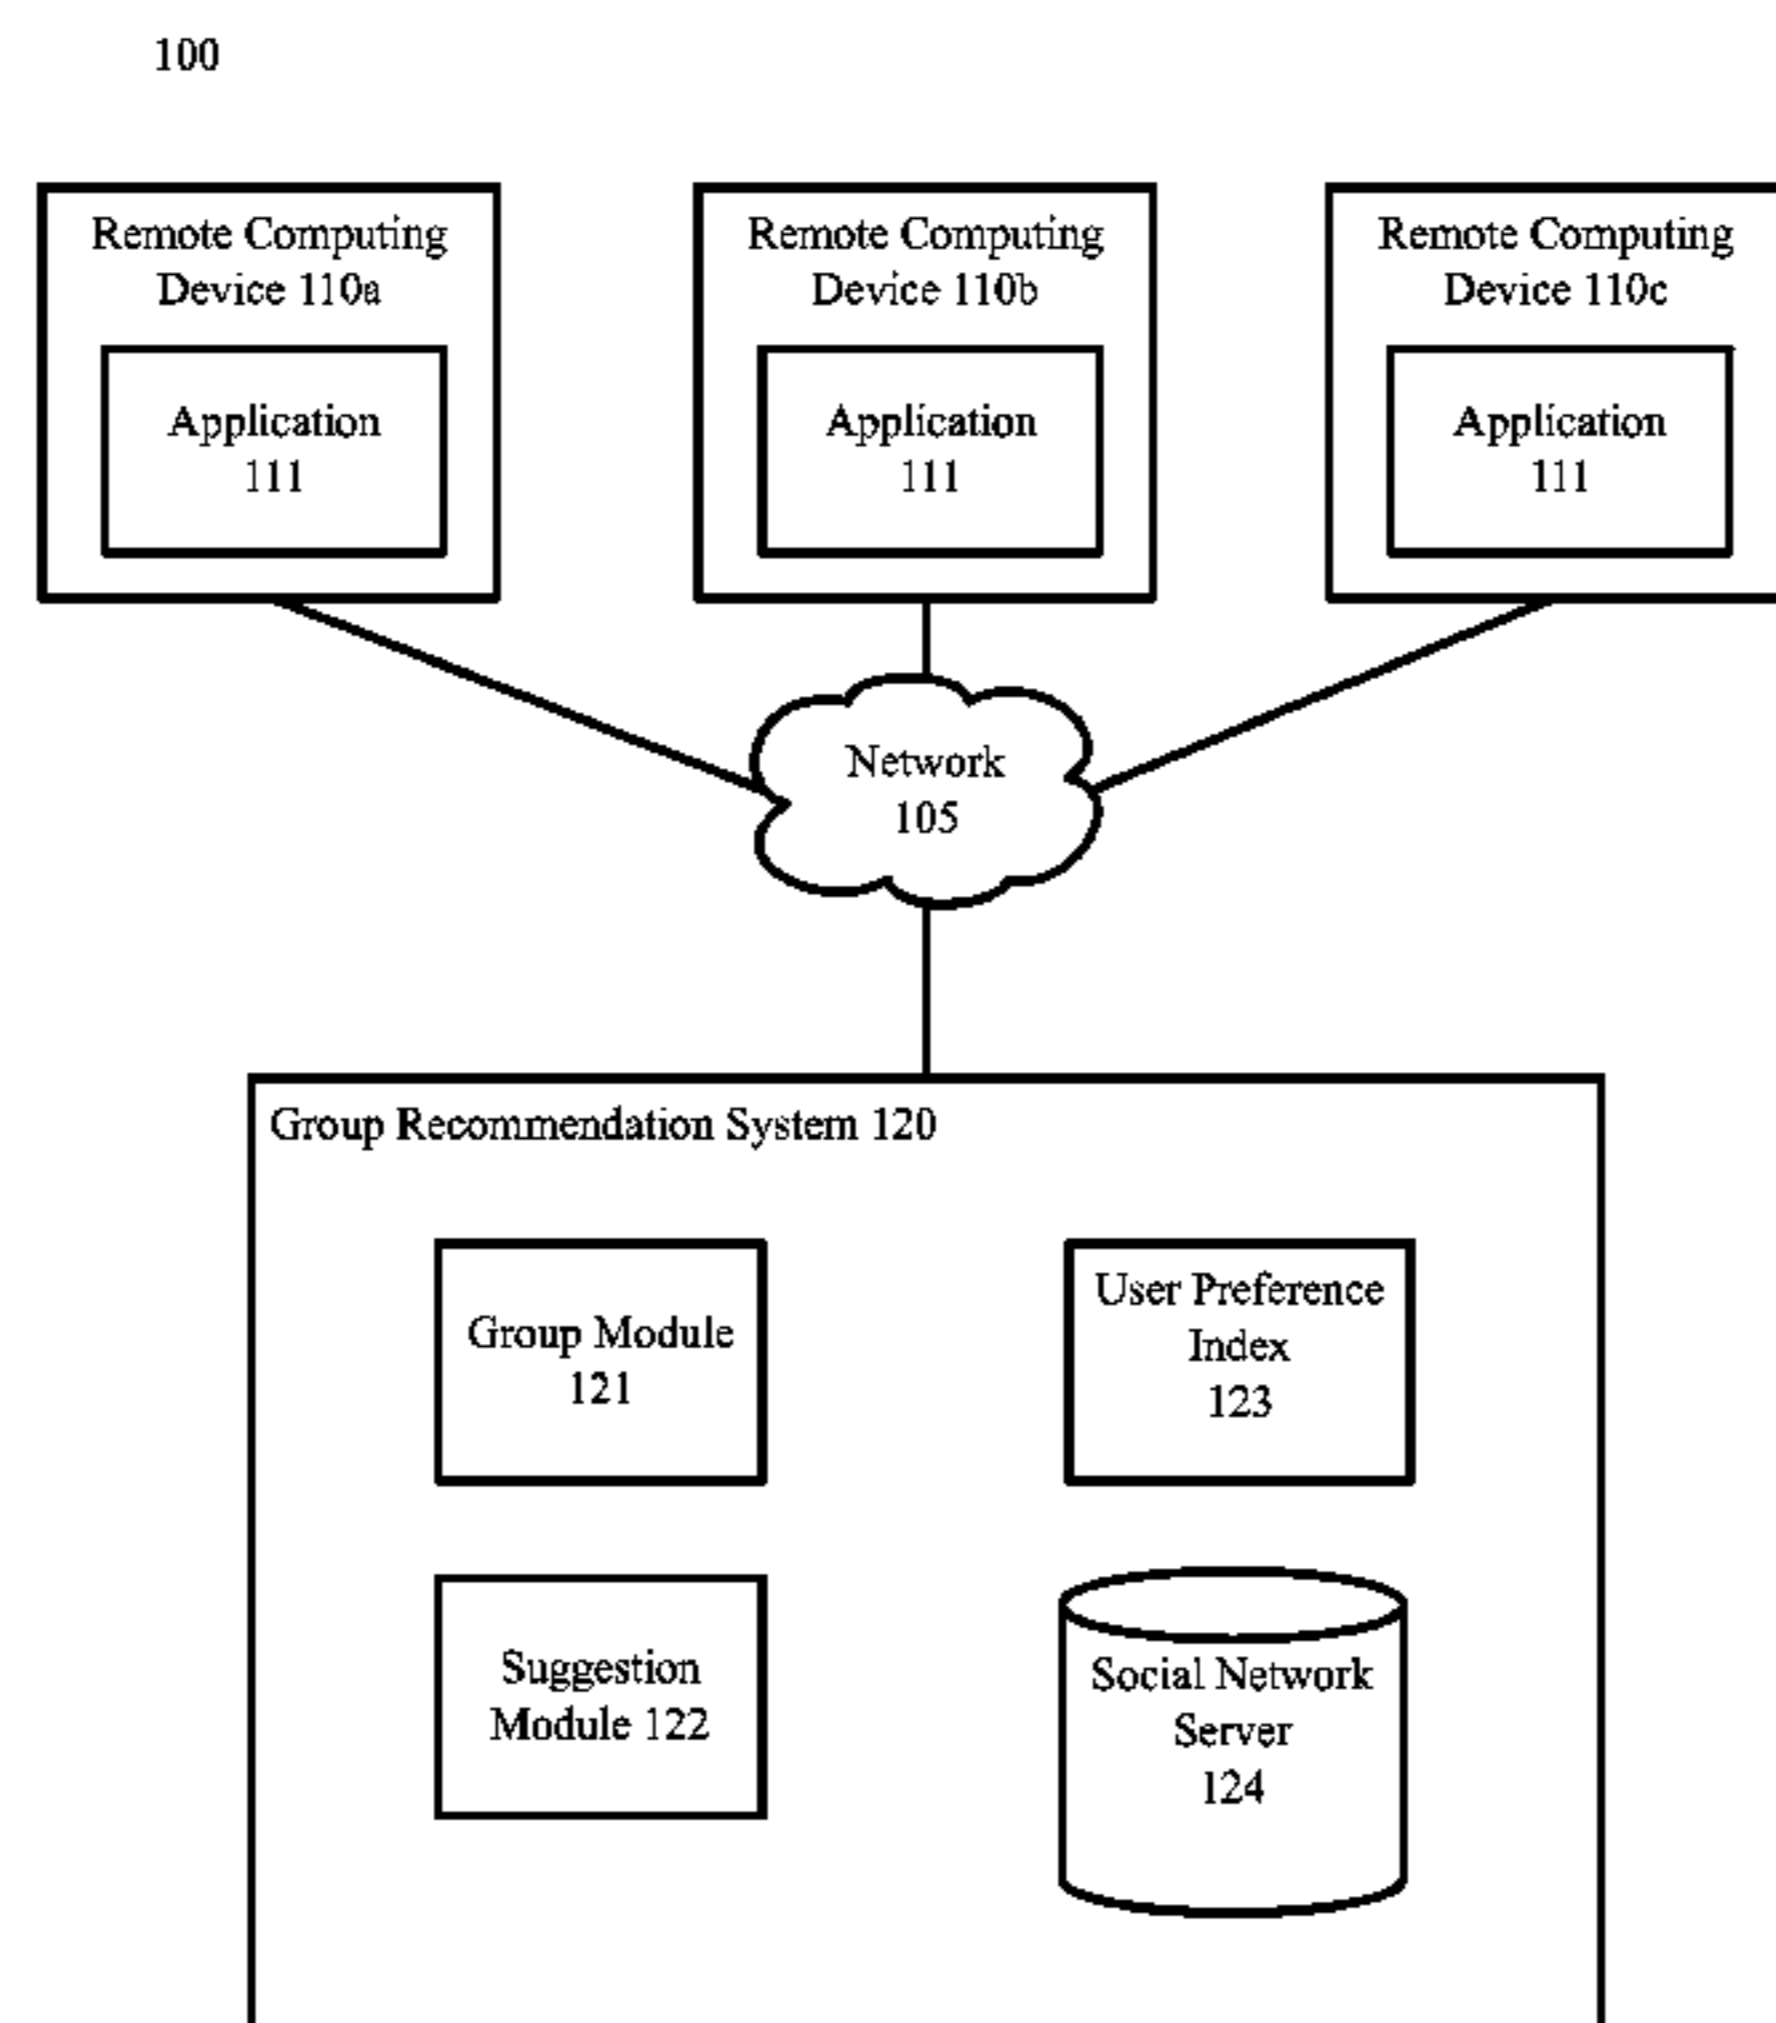 100
Remote Computing
Device 110a
Application
111
Remote Computing
Device 110b
Application
111
Remote Computing
Device 110c
Application
111
Network
105
Group Recommendation System 120
Group Module
121
User Preference
Index
123
Suggestion
Module 122
Social Network
Server
124